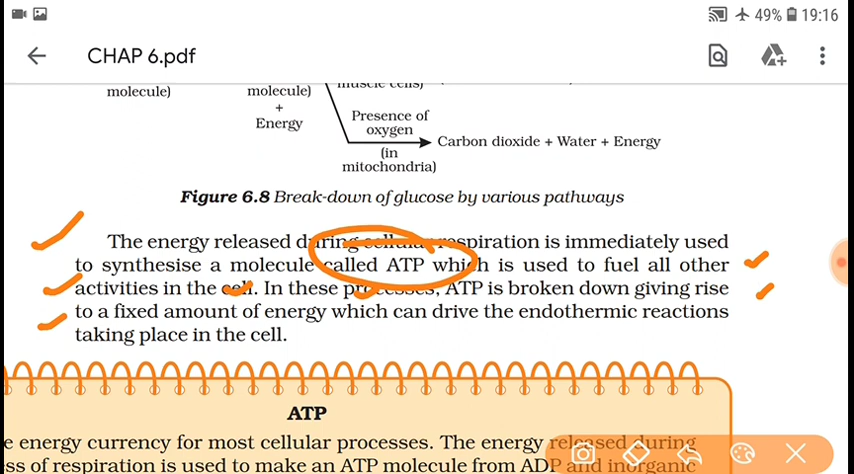 49% 19:16
CHAP 6.pdf
molecule) molecule) muscle cells)
+
Energy
Presence of
oxygen
Carbon dioxide + Water + Energy
(in
mitochondria)
Figure 6.8 Break-down of glucose by various pathways
The energy released during cellular respiration is immediately used
to synthesise a molecule called ATP which is used to fuel all other
activities in the cell. In these processes, ATP is broken down giving rise
to a fixed amount of energy which can drive the endothermic reactions
taking place in the cell.
ATP
e energy currency for most cellular processes. The energy released during
ss of respiration is used to make an ATP molecule from ADP and inorganic